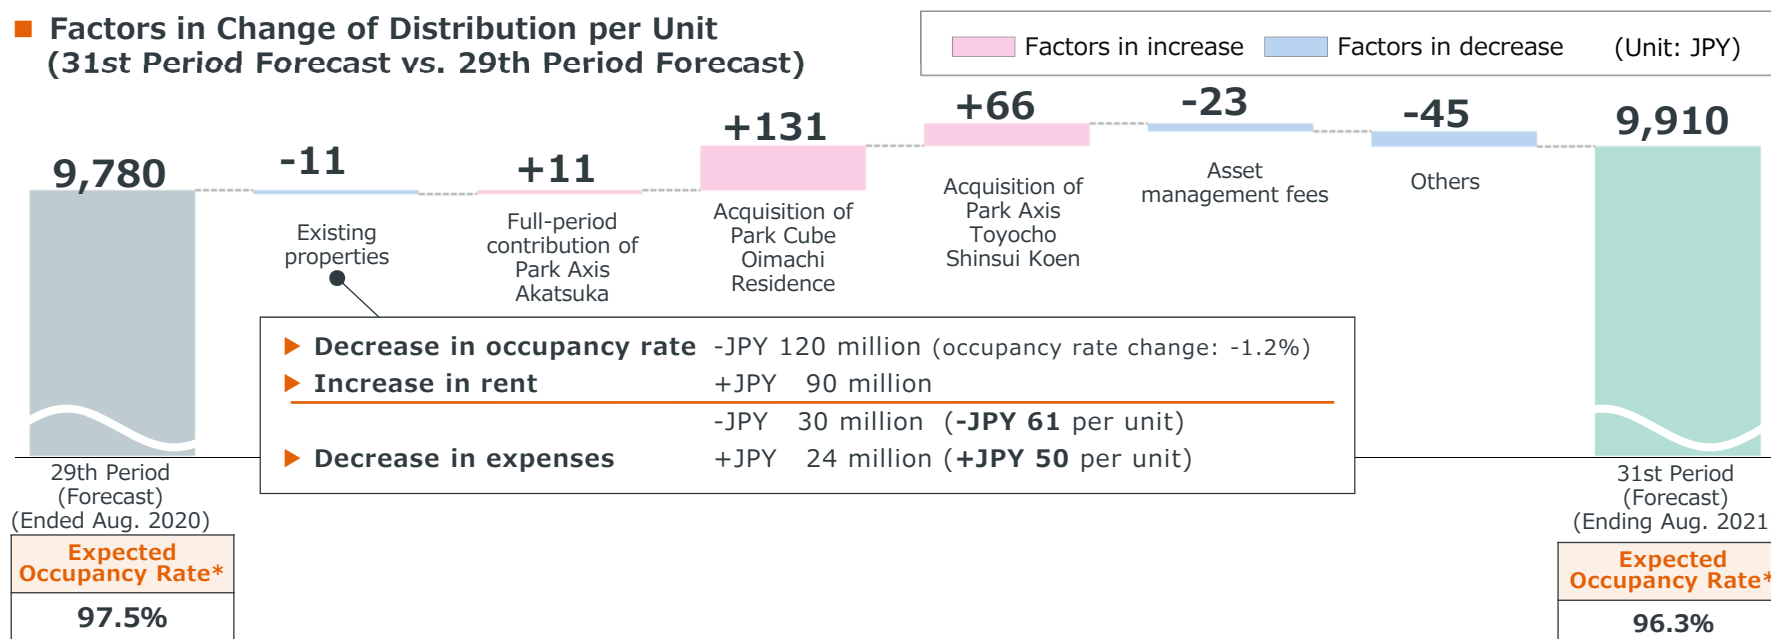 Factors in Change of Distribution per Unit
(31st Period Forecast vs. 29th Period Forecast)
Factors in increase
Factors in decrease
(Unit: JPY)
9,780
-11
+11
+131
+66
-23
-45
9,910
Existing
properties
Full-period
contribution of
Park Axis
Akatsuka
Acquisition of
Park Cube
Oimachi
Residence
Acquisition of
Park Axis
Toyocho
Shinsui Koen
Asset
management fees
Others
▶ Decrease in occupancy rate -JPY 120 million (occupancy rate change: -1.2%)
▶ Increase in rent +JPY 90 million
-JPY 30 million (-JPY 61 per unit)
▶ Decrease in expenses +JPY 24 million (+JPY 50 per unit)
29th Period
(Forecast)
(Ended Aug. 2020)
Expected
Occupancy Rate*
97.5%
31st Period
(Forecast)
(Ending Aug. 2021)
Expected
Occupancy Rate*
96.3%